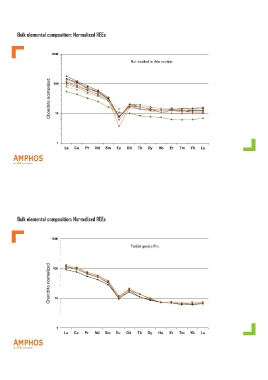 Bulk elemental composition: Normalized REEs
1000
Not studied in this section
100
Chondrite normalized
10
1
La Ce Pr Nd Sm Eu Gd Tb Dy Ho Er Tm Yb Lu
AMPHOS
Bulk elemental composition: Normalized REEs
1000
100
Chondrite normalized
10
1
La Ce Pr Nd Sm Eu Gd Tb Dy Ho Er Tm Yb Lu
AMPHOS